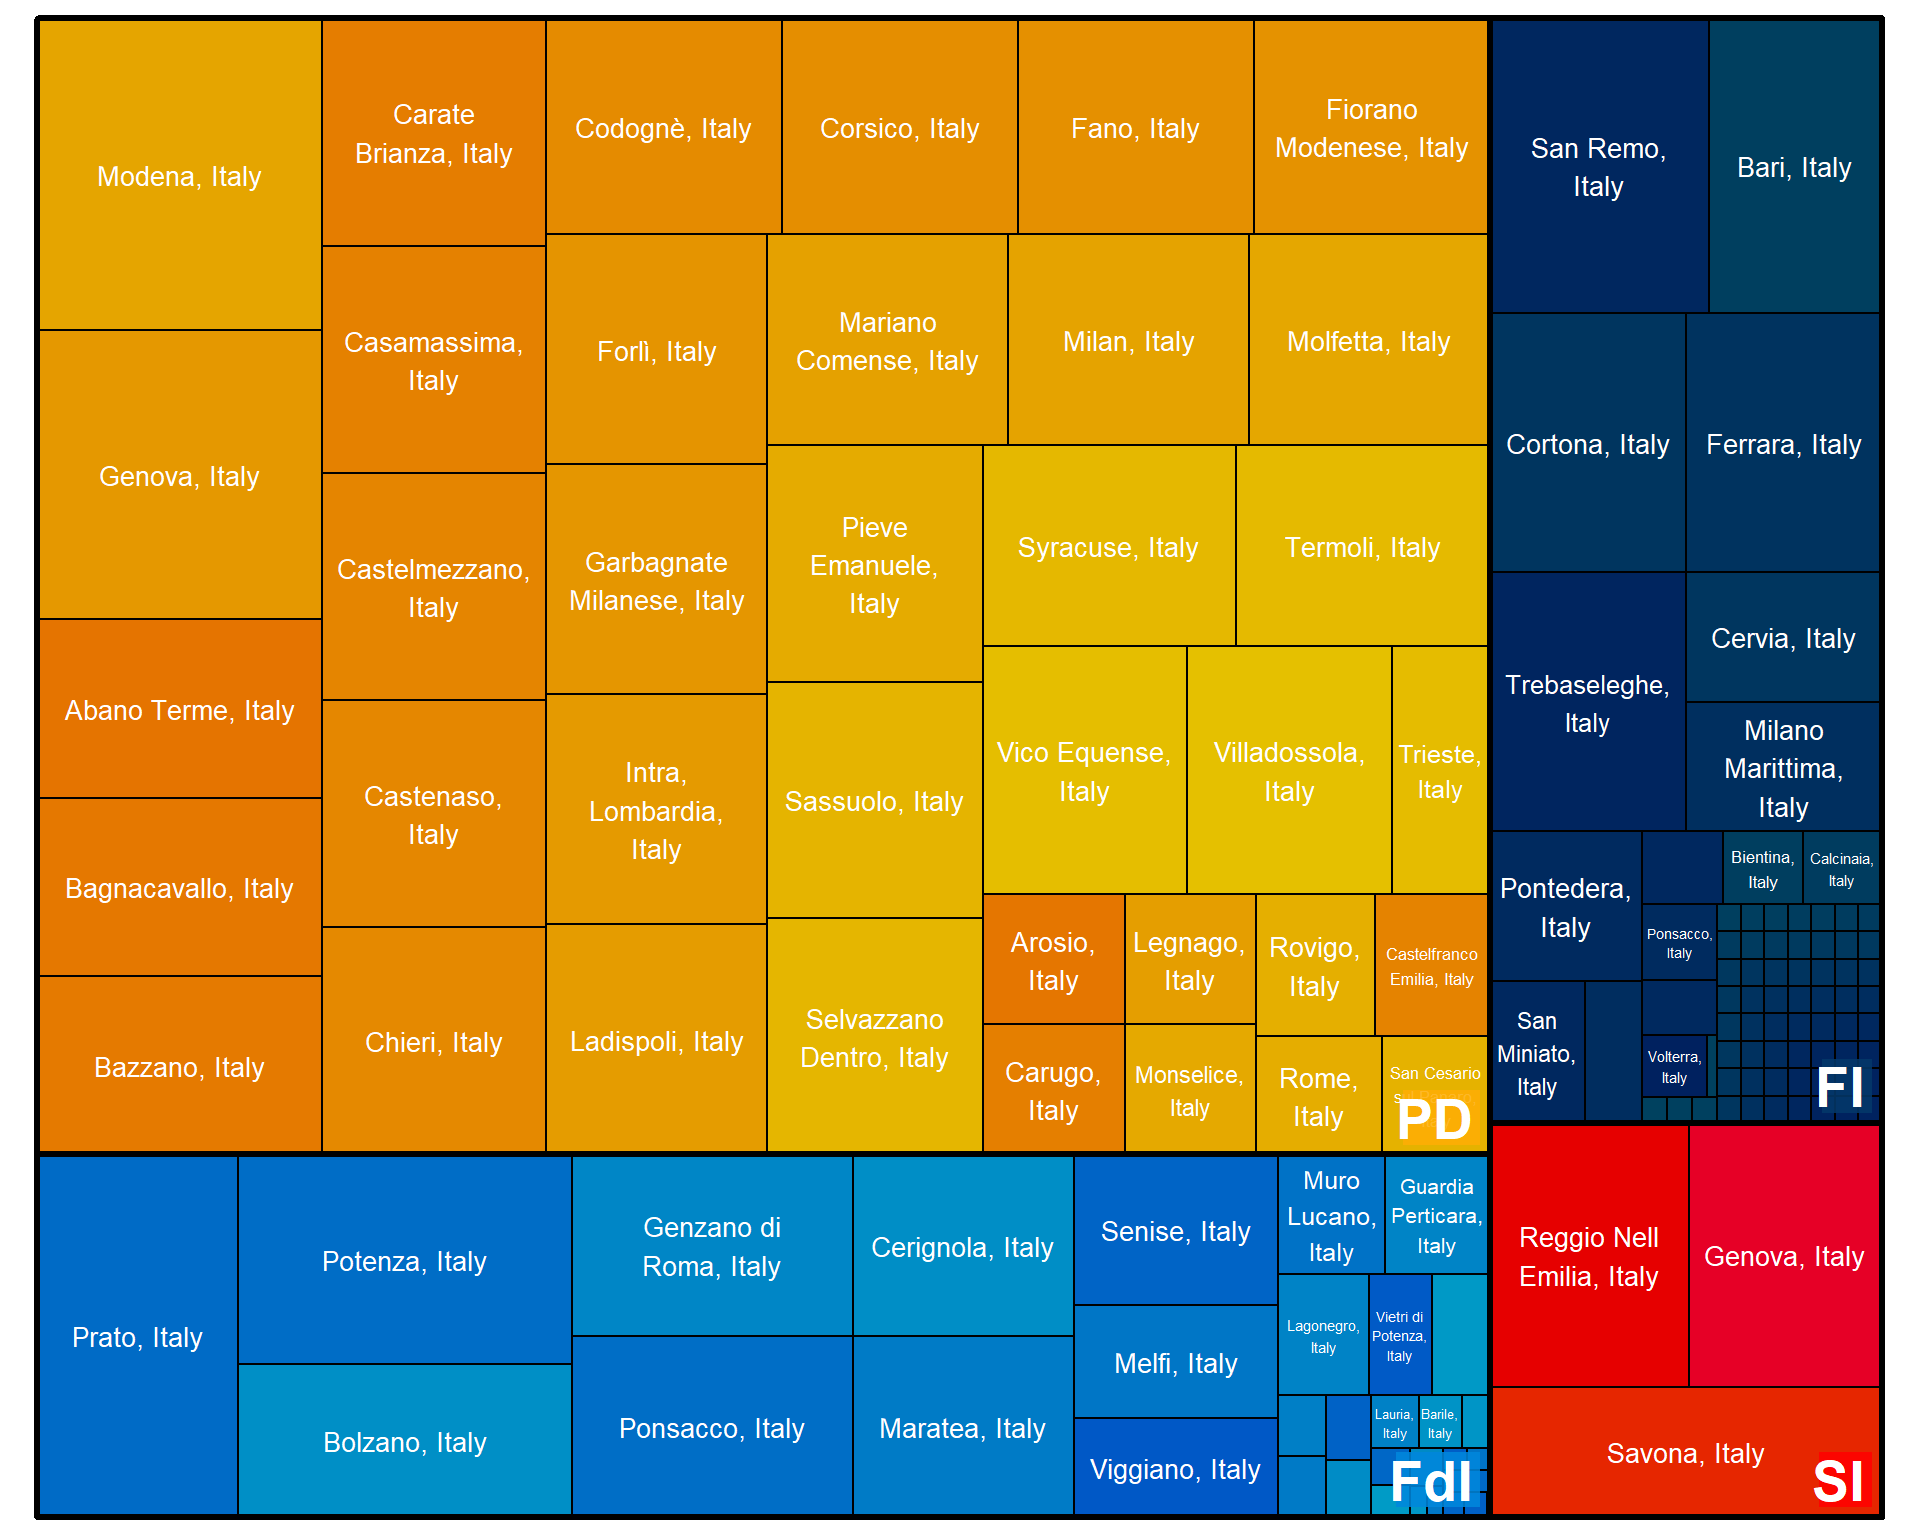 Modena, Italy
Genova, Italy
Abano Terme, Italy
Bagnacavallo, Italy
Bazzano, Italy
Carate
Brianza, Italy
Casamassima,
Italy
Castelmezzano,
Italy
Castenaso,
Italy
Chieri, Italy
Codognè, Italy
Corsico, Italy
Fano, Italy
Fiorano
Modenese, Italy
Forlì, Italy
Garbagnate
Milanese, Italy
Intra,
Lombardia,
Italy
Ladispoli, Italy
Mariano
Comense, Italy
Milan, Italy
Molfetta, Italy
Pieve
Emanuele,
Italy
Sassuolo, Italy
Selvazzano
Dentro, Italy
Syracuse, Italy
Termoli, Italy
Vico Equense,
Italy
Villadossola,
Italy
Trieste,
Italy
Arosio,
Italy
Carugo,
Italy
Legnago,
Italy
Monselice,
Italy
Rovigo,
Italy
Rome,
Italy
Castelfranco
Emilia, Italy
San Cesario
PD
Prato, Italy
Potenza, Italy
Bolzano, Italy
Genzano di
Roma, Italy
Ponsacco, Italy
Cerignola, Italy
Maratea, Italy
Senise, Italy
Melfi, Italy
Viggiano, Italy
Muro
Lucano,
Italy
Guardia
Perticara,
Italy
Lagonegro,
Italy
Vietri di
Potenza,
Italy
Lauria,
Italy
Barile,
Italy
FdI
San Remo,
Italy
Bari, Italy
Cortona, Italy
Ferrara, Italy
Trebaseleghe,
Italy
Cervia, Italy
Milano
Marittima,
Italy
Pontedera,
Italy
San
Miniato,
Italy
Bientina,
Italy
Calcinaia,
Italy
Ponsacco,
Italy
Volterra,
Italy
FI
Reggio Nell
Emilia, Italy
Genova, Italy
Savona, Italy
SI